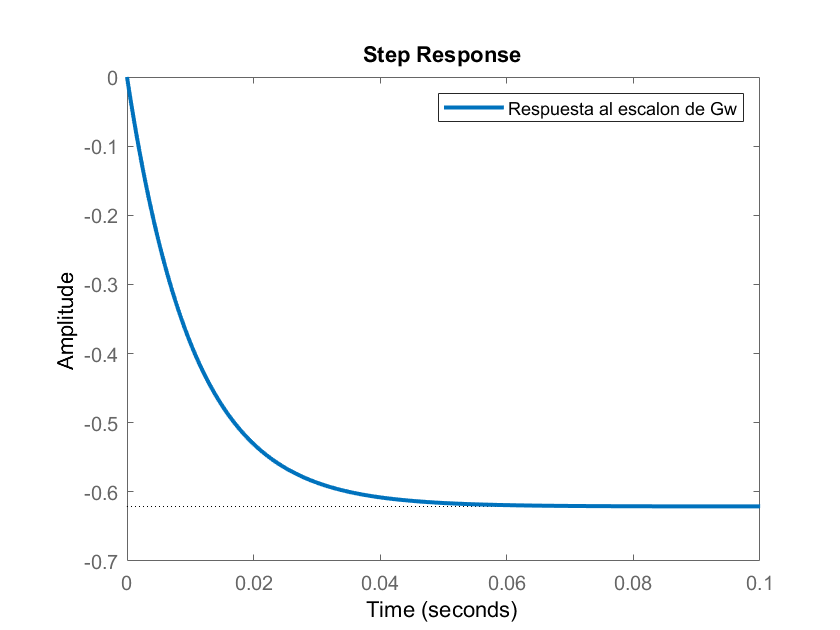 Step Response
Respuesta al escalon de Gw
0
-0.1
-0.2
-0.3
-0.4
-0.5
-0.6
-0.7
Amplitude
0 0.02 0.04 0.06 0.08 0.1
Time (seconds)